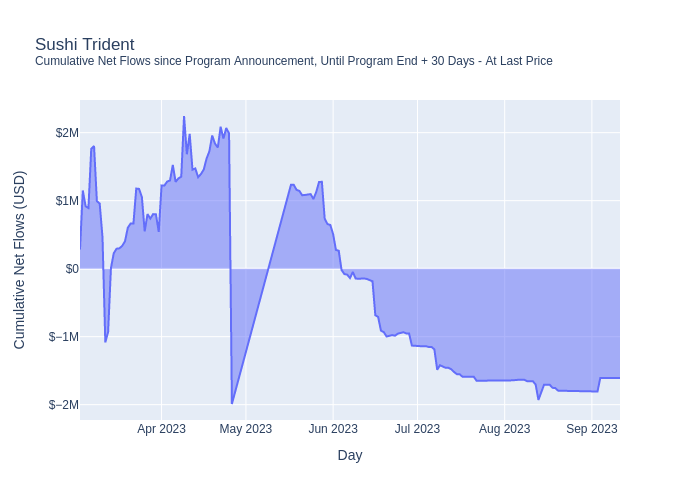 Sushi Trident
Cumulative Net Flows since Program Announcement, Until Program End + 30 Days - At Last Price
Cumulative Net Flows (USD)
$2M
$1M
$0
$−1M
$−2M
Apr 2023 May 2023 Jun 2023 Jul 2023 Aug 2023 Sep 2023
Day